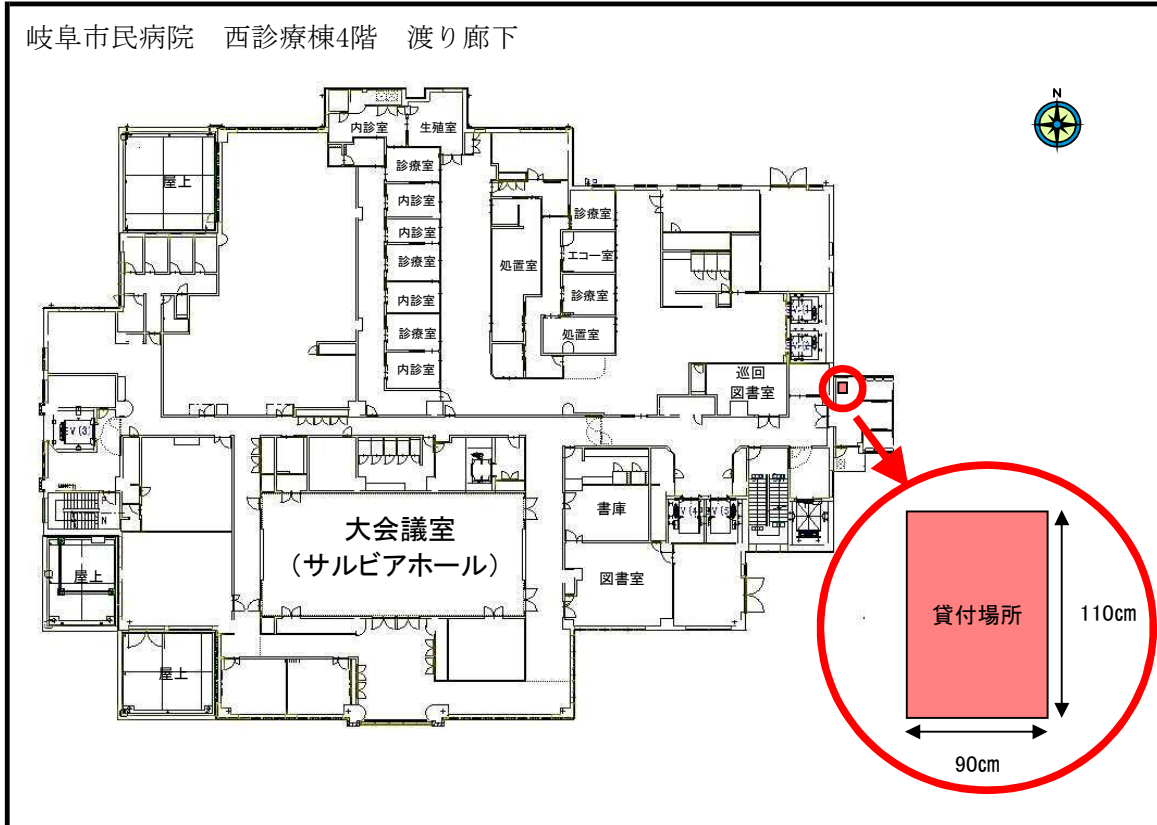 岐阜市民病院　西診療棟4階　渡り廊下
N
内診室
生殖室
屋上
診療室
内診室
内診室
診療室
内診室
診療室
内診室
処置室
診療室
エコー室
診療室
処置室
巡回
図書室
V(3)
N
大会議室
(サルビアホール)
書庫
V(4)
V(5)
図書室
屋上
屋上
貸付場所
110cm
90cm